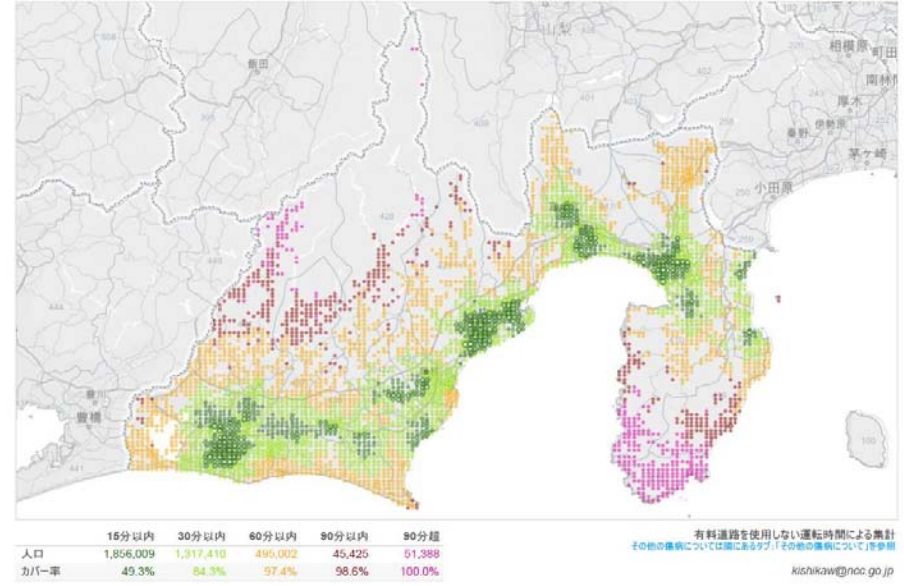 飯田
相模原
町田
南林
厚木
伊勢原
秦野
茅ヶ崎
小田原
豊川
豊橋
15分以内 30分以内 60分以内 90分以内 90分超
人口 1,856,009 1,317,410 495,002 45,425 51,388
カバー率 49.3% 84.3% 97.4% 98.6% 100.0%
有料道路を使用しない運転時間による集計
その他の傷病については隣にあるタブ、「その他の傷病について」を参照
kishikaw@ncc.go.jp